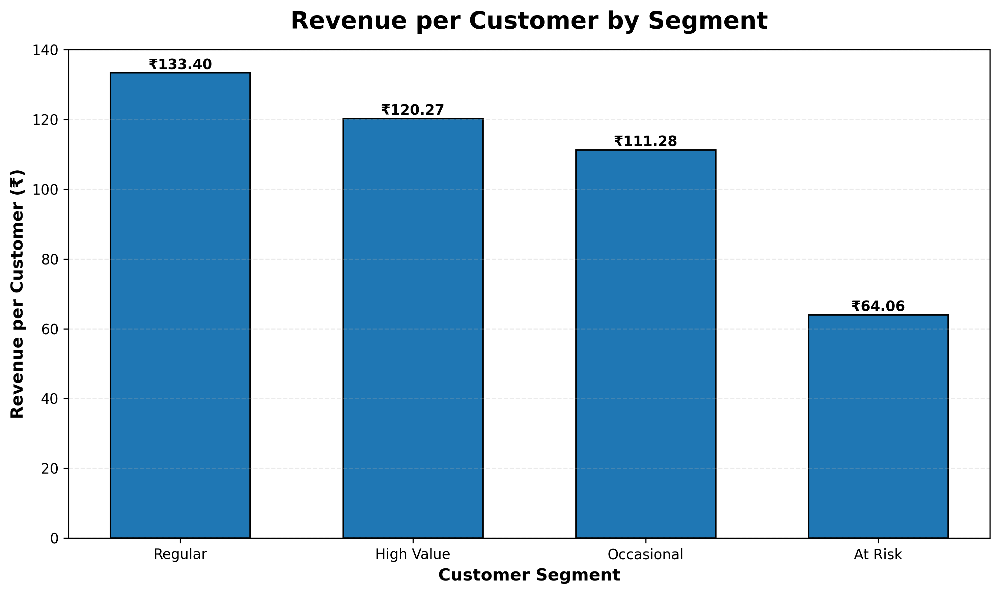 Revenue per Customer by Segment
Revenue per Customer (₹)
140
120
100
80
60
40
20
0
₹133.40
₹120.27
₹111.28
₹64.06
Regular
High Value
Occasional
At Risk
Customer Segment